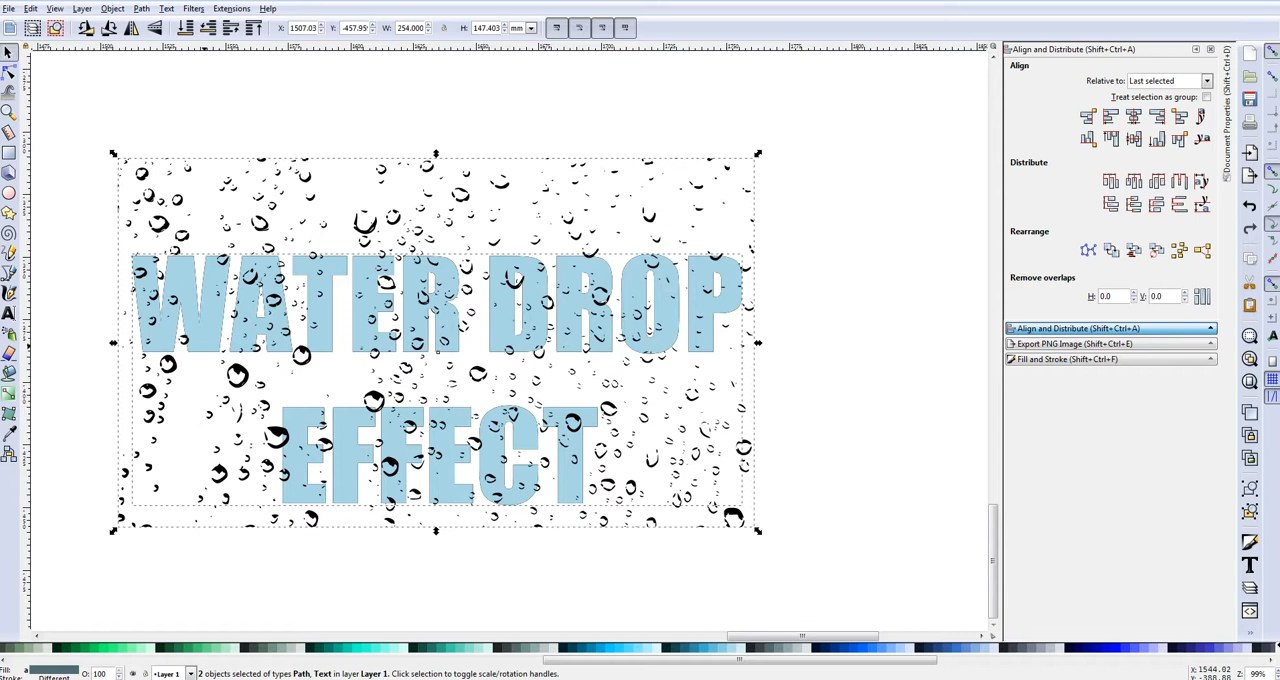 File Edit View Layer Object Path Text Filters Extensions Help
X: 1507.03 Y: -457.95 W: 254.000 H: 147.403 mm
Align and Distribute (Shift+Ctrl+A)
Align
Relative to: Last selected
Treat selection as group:
Distribute
Rearrange
Remove overlaps
H: 0.0 V: 0.0
Align and Distribute (Shift+Ctrl+A)
Export PNG Image (Shift+Ctrl+E)
Fill and Stroke (Shift+Ctrl+F)
Document Properties (Shift+Ctrl+D)
WATER DROP
EFFECT
Fill: a
Stroke: Different
O: 100
Layer 1
2 objects selected of types Path, Text in layer Layer 1. Click selection to toggle scale/rotation handles.
X: 1544.02
Y: -388.88
Z: 99%